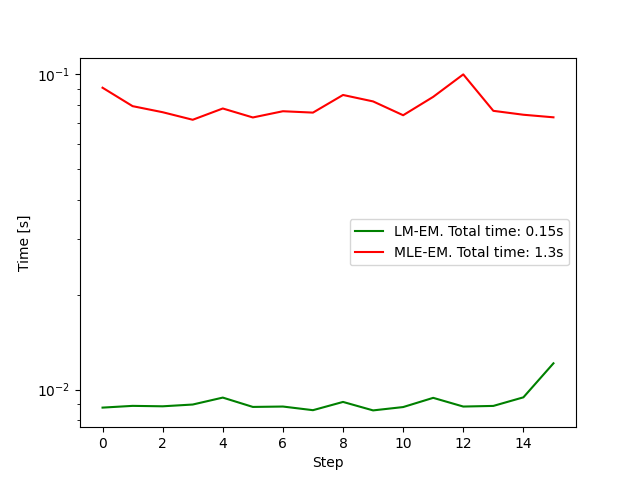 10⁻¹
Time [s]
LM-EM. Total time: 0.15s
MLE-EM. Total time: 1.3s
10⁻²
0 2 4 6 8 10 12 14
Step